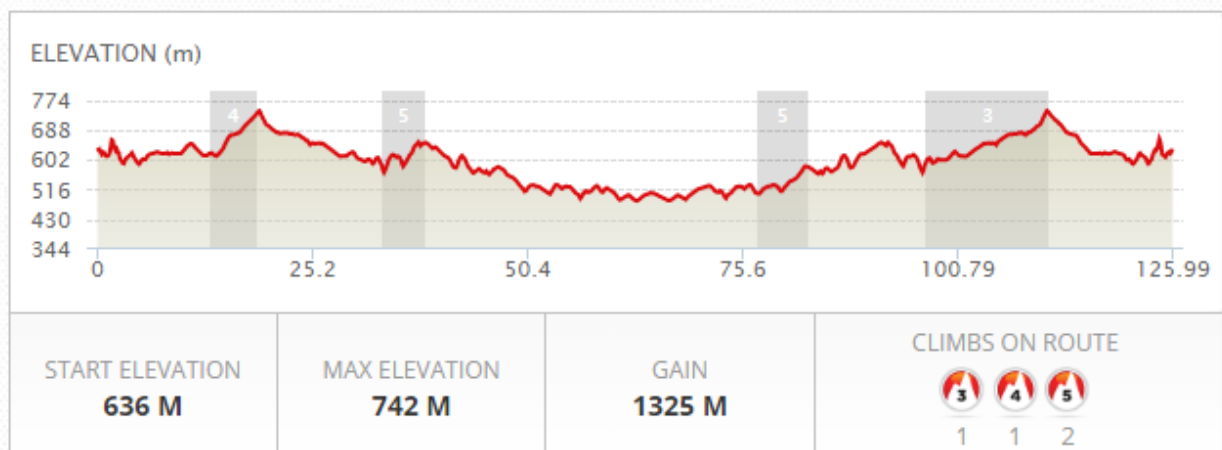 ELEVATION (m)
774
688
602
516
430
344
4
5
5
3
0
25.2
50.4
75.6
100.79
125.99
START ELEVATION
636 M
MAX ELEVATION
742 M
GAIN
1325 M
CLIMBS ON ROUTE
3 4 5
1 1 2